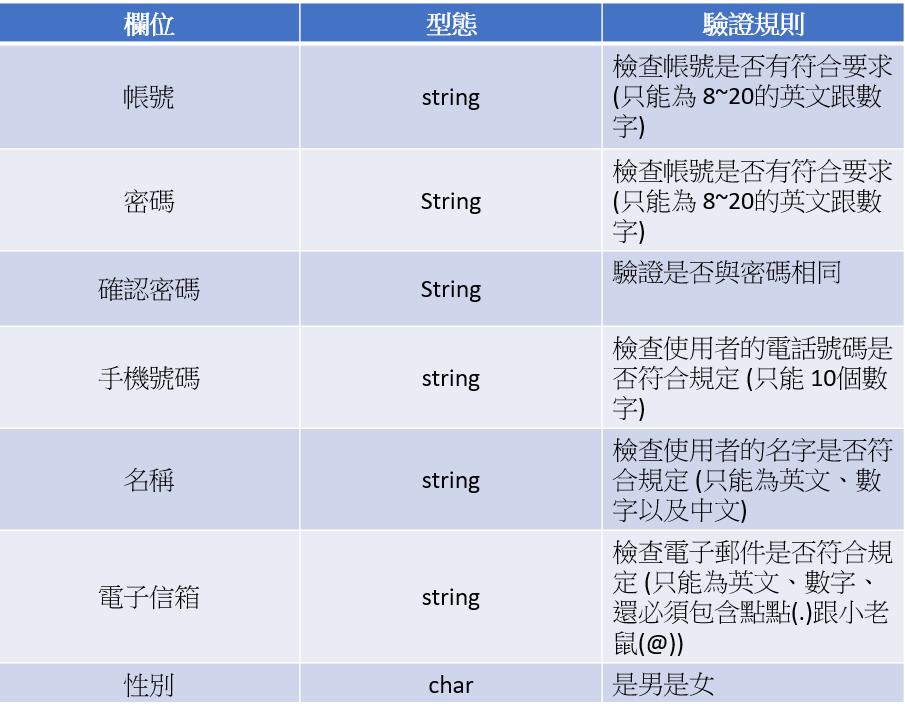 欄位 型態 驗證規則
帳號 string 檢查帳號是否有符合要求
(只能為 8~20的英文跟數
字)
密碼 String 檢查帳號是否有符合要求
(只能為 8~20的英文跟數
字)
確認密碼 String 驗證是否與密碼相同
手機號碼 string 檢查使用者的電話號碼是
否符合規定 (只能 10個數
字)
名稱 string 檢查使用者的名字是否符
合規定 (只能為英文、數
字以及中文)
電子信箱 string 檢查電子郵件是否符合規
定 (只能為英文、數字、
還必須包含點點(.)跟小老
鼠(@))
性別 char 是男是女